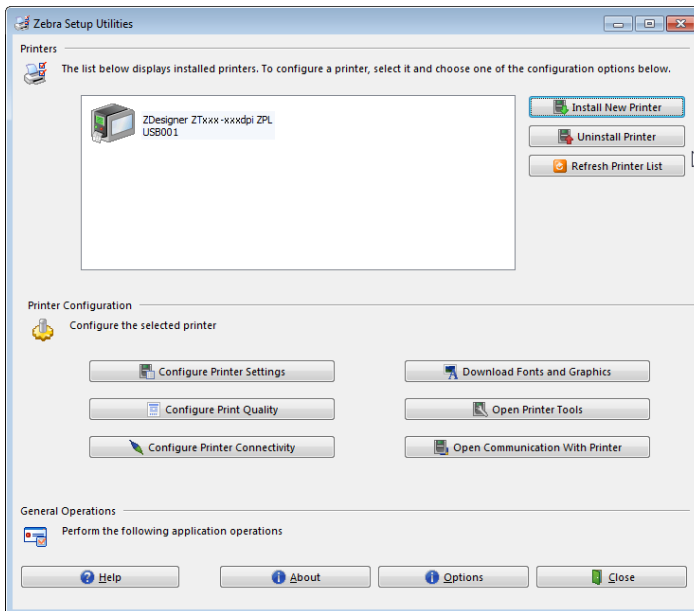 Zebra Setup Utilities
Printers
The list below displays installed printers. To configure a printer, select it and choose one of the configuration options below.
ZDesigner ZTxxx-xxxdpi ZPL
USB001
Install New Printer
Uninstall Printer
Refresh Printer List
Printer Configuration
Configure the selected printer
Configure Printer Settings
Download Fonts and Graphics
Configure Print Quality
Open Printer Tools
Configure Printer Connectivity
Open Communication With Printer
General Operations
Perform the following application operations
Help
About
Options
Close